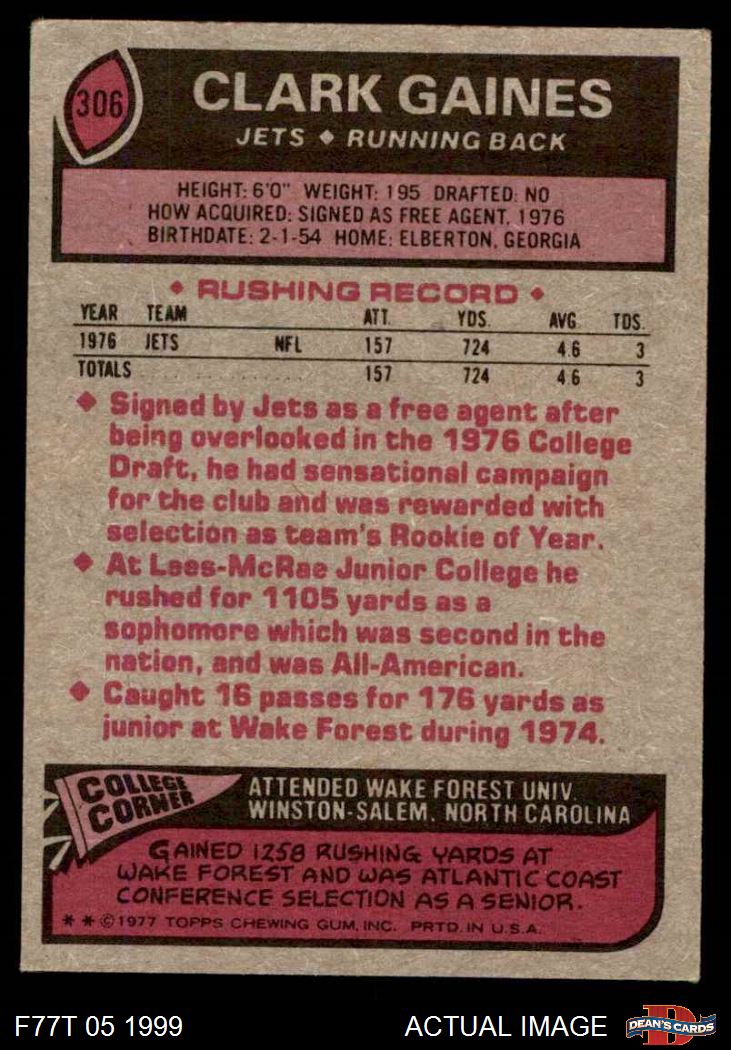 306
CLARK GAINES
JETS ♦ RUNNING BACK
HEIGHT: 6'0" WEIGHT: 195 DRAFTED: NO
HOW ACQUIRED: SIGNED AS FREE AGENT, 1976
BIRTHDATE: 2-1-54 HOME: ELBERTON, GEORGIA
♦ RUSHING RECORD ♦
YEAR TEAM ATT. YDS. AVG. TDS.
1976 JETS NFL 157 724 4.6 3
TOTALS 157 724 4.6 3
♦ Signed by Jets as a free agent after
being overlooked in the 1976 College
Draft, he had sensational campaign
for the club and was rewarded with
selection as team's Rookie of Year.
♦ At Lees-McRae Junior College he
rushed for 1105 yards as a
sophomore which was second in the
nation, and was All-American.
♦ Caught 16 passes for 176 yards as
junior at Wake Forest during 1974.
COLLEGE
CORNER
ATTENDED WAKE FOREST UNIV.
WINSTON-SALEM, NORTH CAROLINA
GAINED 1258 RUSHING YARDS AT
WAKE FOREST AND WAS ATLANTIC COAST
CONFERENCE SELECTION AS A SENIOR.
* * © 1977 TOPPS CHEWING GUM, INC. PRTD. IN U.S.A.
F77T 05 1999 ACTUAL IMAGE
D
DEAN'S CARDS